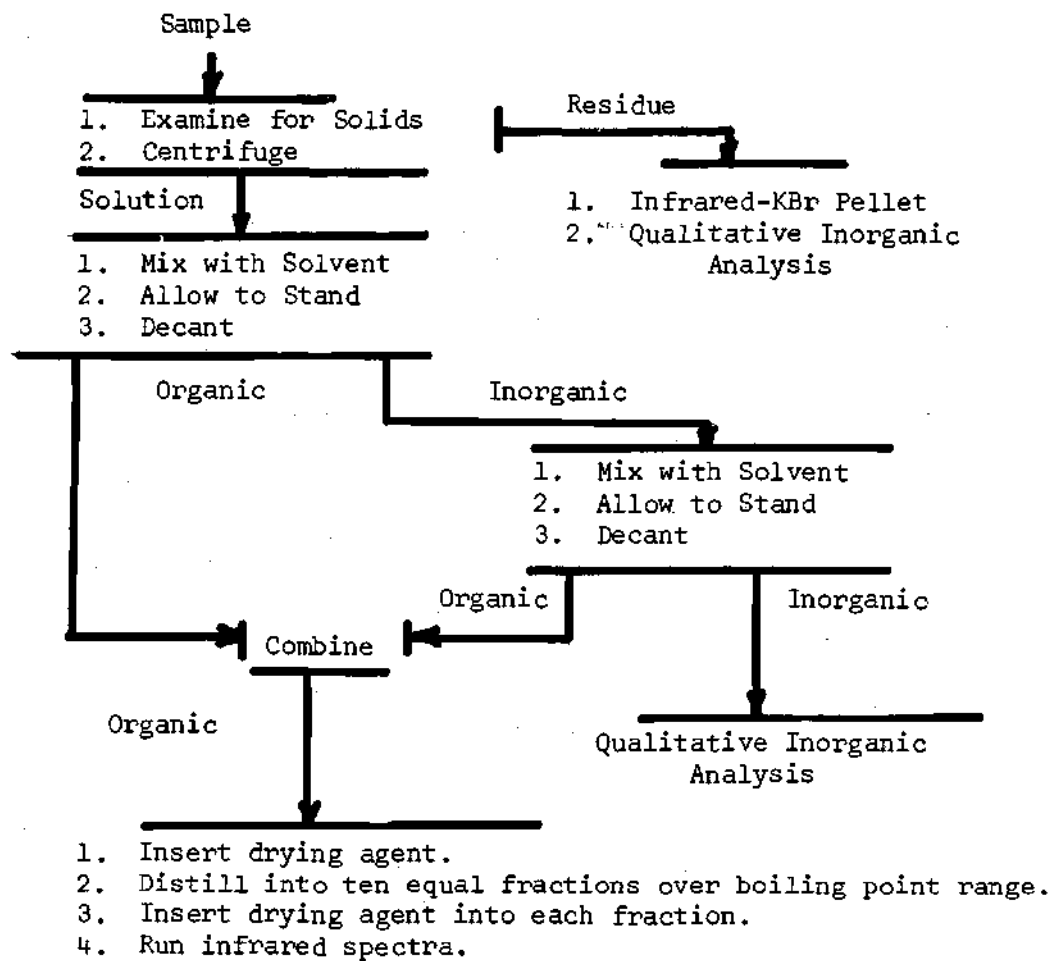 Sample
1. Examine for Solids
2. Centrifuge
Residue
1. Infrared-KBr Pellet
2. Qualitative Inorganic
Analysis
Solution
1. Mix with Solvent
2. Allow to Stand
3. Decant
Organic
Inorganic
1. Mix with Solvent
2. Allow to Stand
3. Decant
Organic
Inorganic
Combine
Organic
Qualitative Inorganic
Analysis
1. Insert drying agent.
2. Distill into ten equal fractions over boiling point range.
3. Insert drying agent into each fraction.
4. Run infrared spectra.